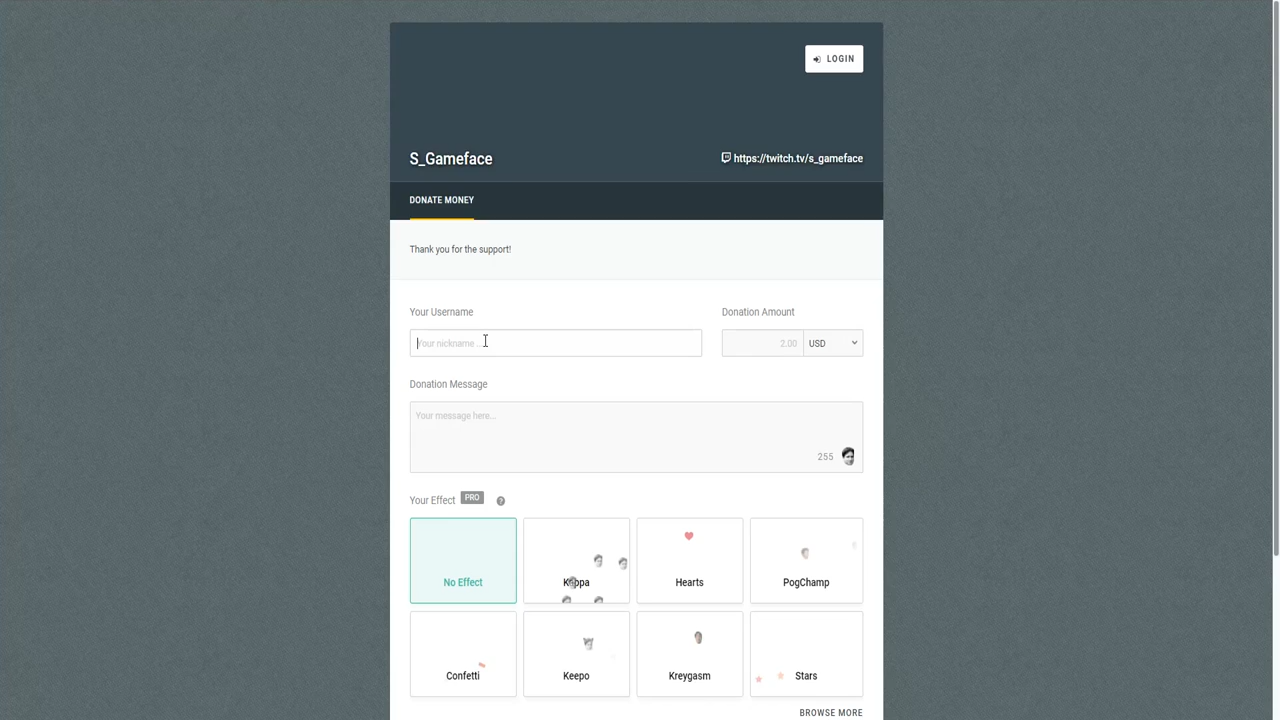 LOGIN
S_Gameface
https://twitch.tv/s_gameface
DONATE MONEY
Thank you for the support!
Your Username
Donation Amount
Your nickname ...
2.00
USD
Donation Message
Your message here...
255
Your Effect PRO ?
No Effect
Kappa
Hearts
PogChamp
Confetti
Keepo
Kreygasm
Stars
BROWSE MORE